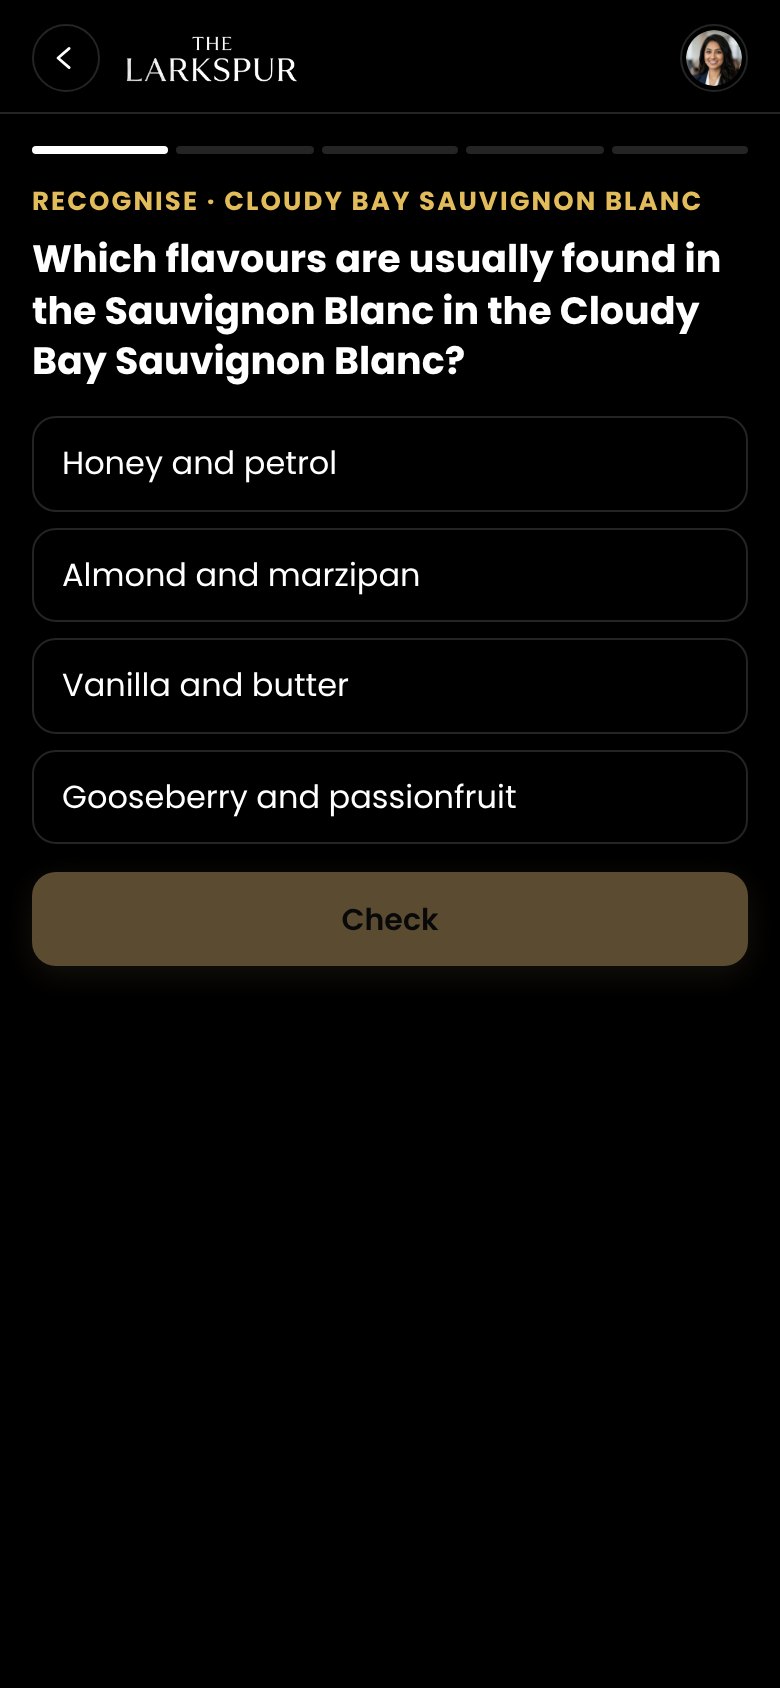 THE
LARKSPUR
RECOGNISE · CLOUDY BAY SAUVIGNON BLANC
Which flavours are usually found in
the Sauvignon Blanc in the Cloudy
Bay Sauvignon Blanc?
Honey and petrol
Almond and marzipan
Vanilla and butter
Gooseberry and passionfruit
Check